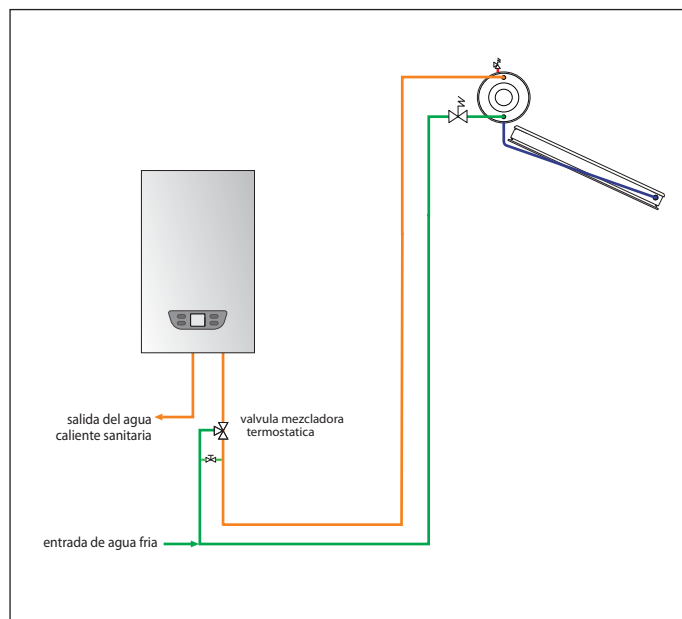 salida del agua
caliente sanitaria
valvula mezcladora
termostatica
entrada de agua fria